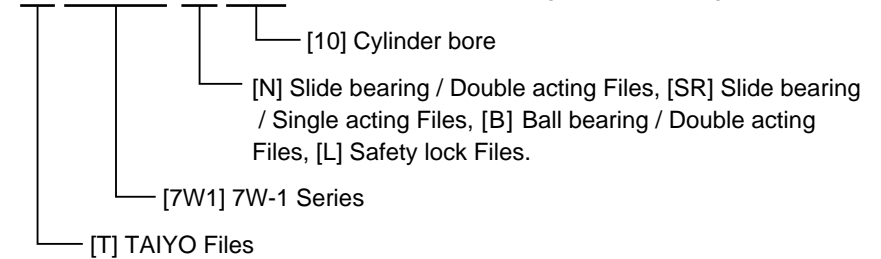 [10] Cylinder bore
[N] Slide bearing / Double acting Files, [SR] Slide bearing
/ Single acting Files, [B] Ball bearing / Double acting
Files, [L] Safety lock Files.
[7W1] 7W-1 Series
[T] TAIYO Files